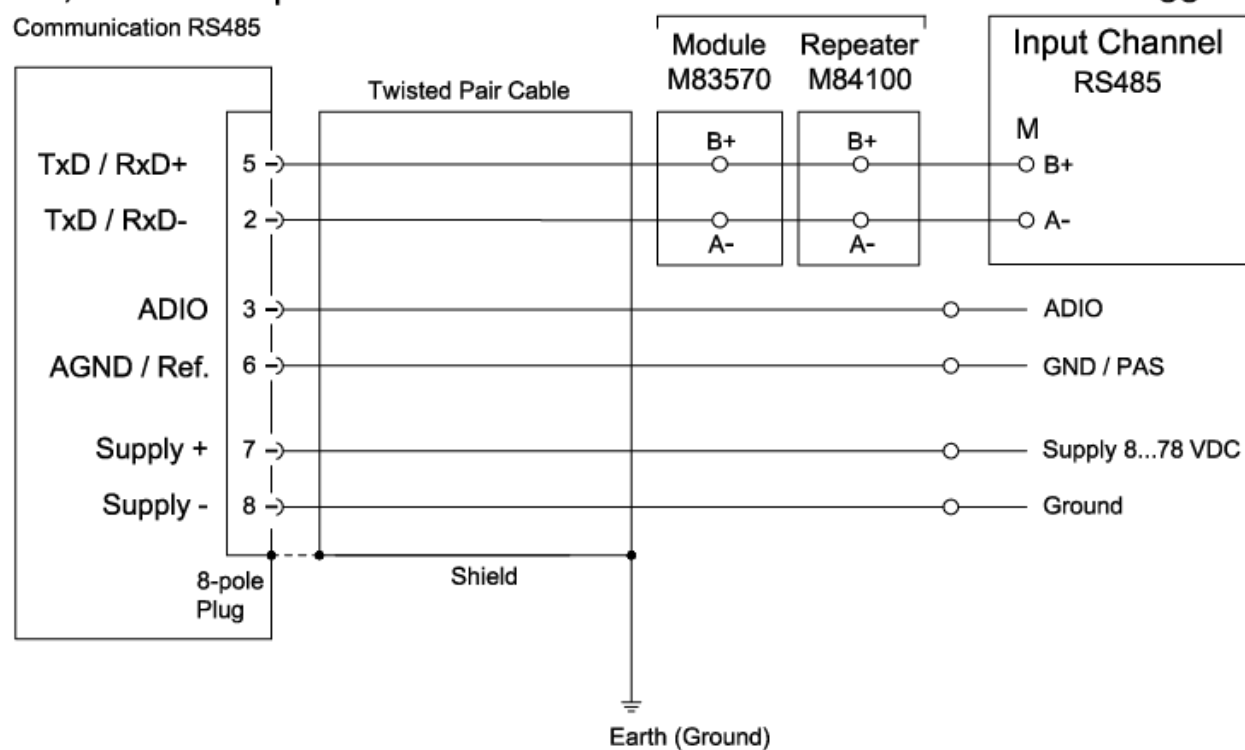 Communication RS485
Module
M83570
Repeater
M84100
Input Channel
RS485
Twisted Pair Cable
M
TxD / RxD+
5
B+
B+
B+
TxD / RxD-
2
A-
A-
A-
ADIO
3
ADIO
AGND / Ref.
6
GND / PAS
Supply +
7
Supply 8...78 VDC
Supply -
8
Ground
8-pole
Plug
Shield
Earth (Ground)